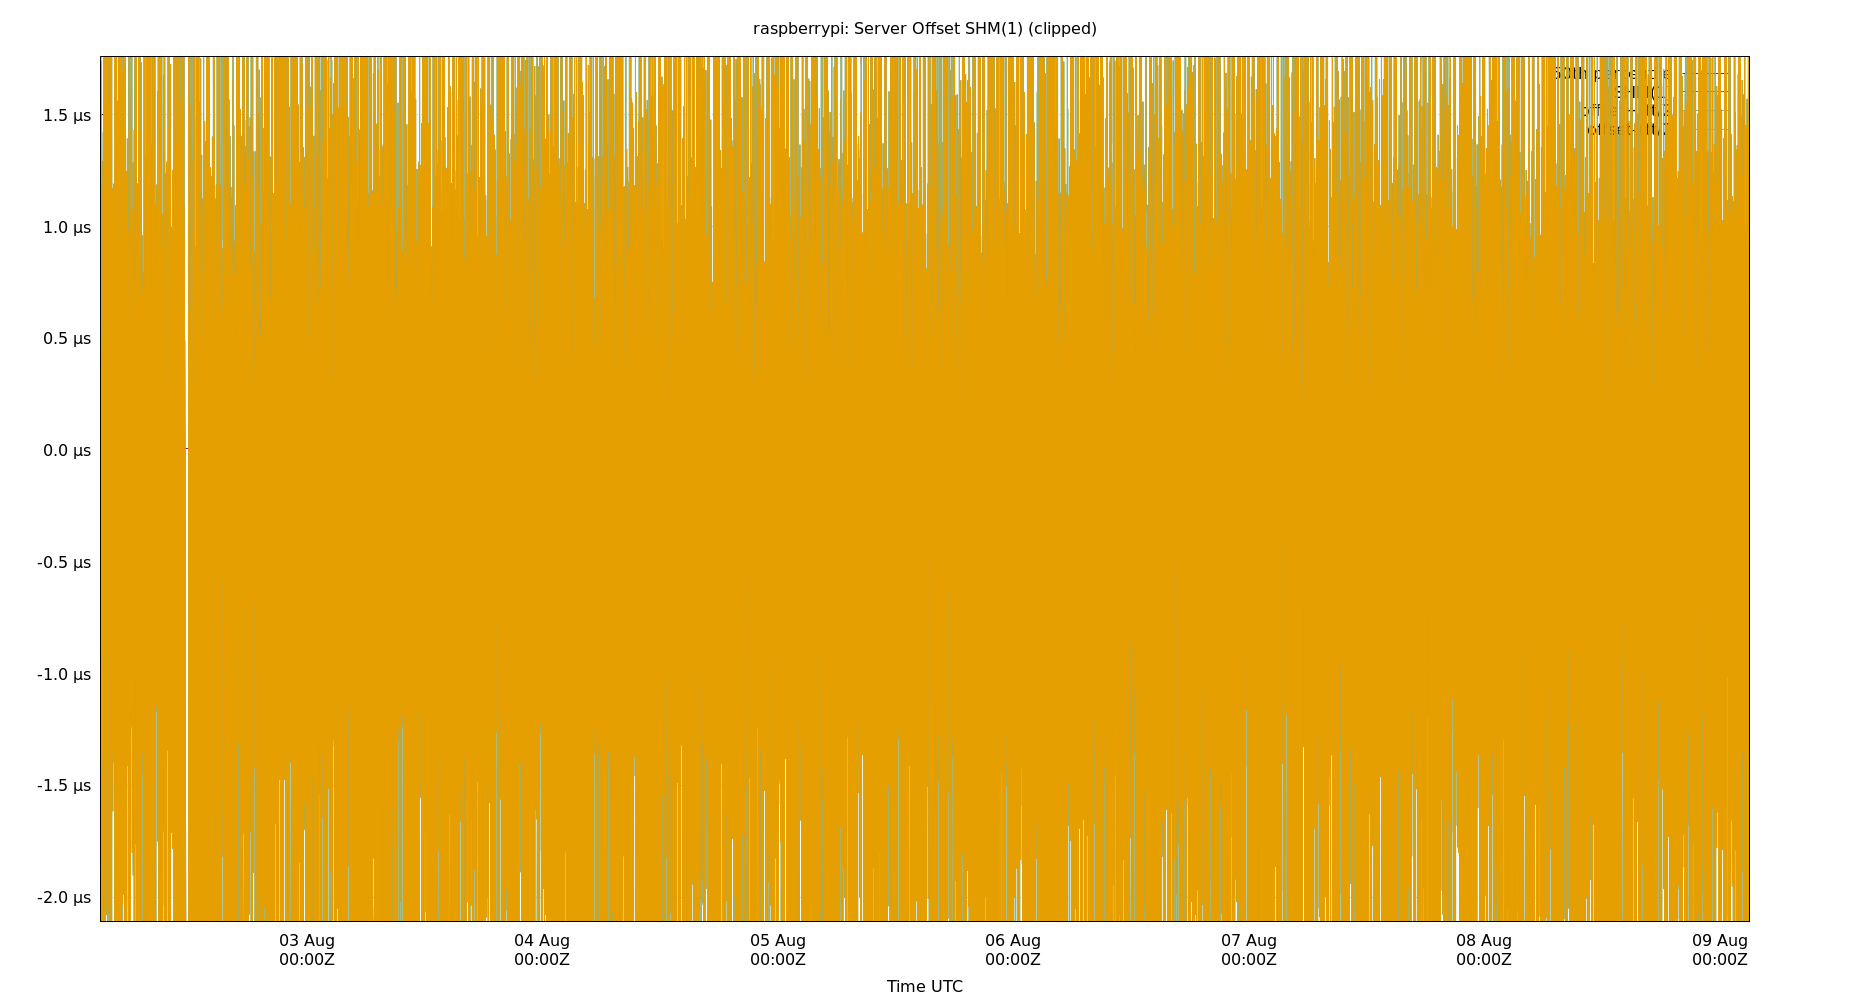 raspberrypi: Server Offset SHM(1) (clipped)
1.5 µs
1.0 µs
0.5 µs
0.0 µs
-0.5 µs
-1.0 µs
-1.5 µs
-2.0 µs
03 Aug 04 Aug 05 Aug 06 Aug 07 Aug 08 Aug 09 Aug
00:00Z 00:00Z 00:00Z 00:00Z 00:00Z 00:00Z 00:00Z
Time UTC